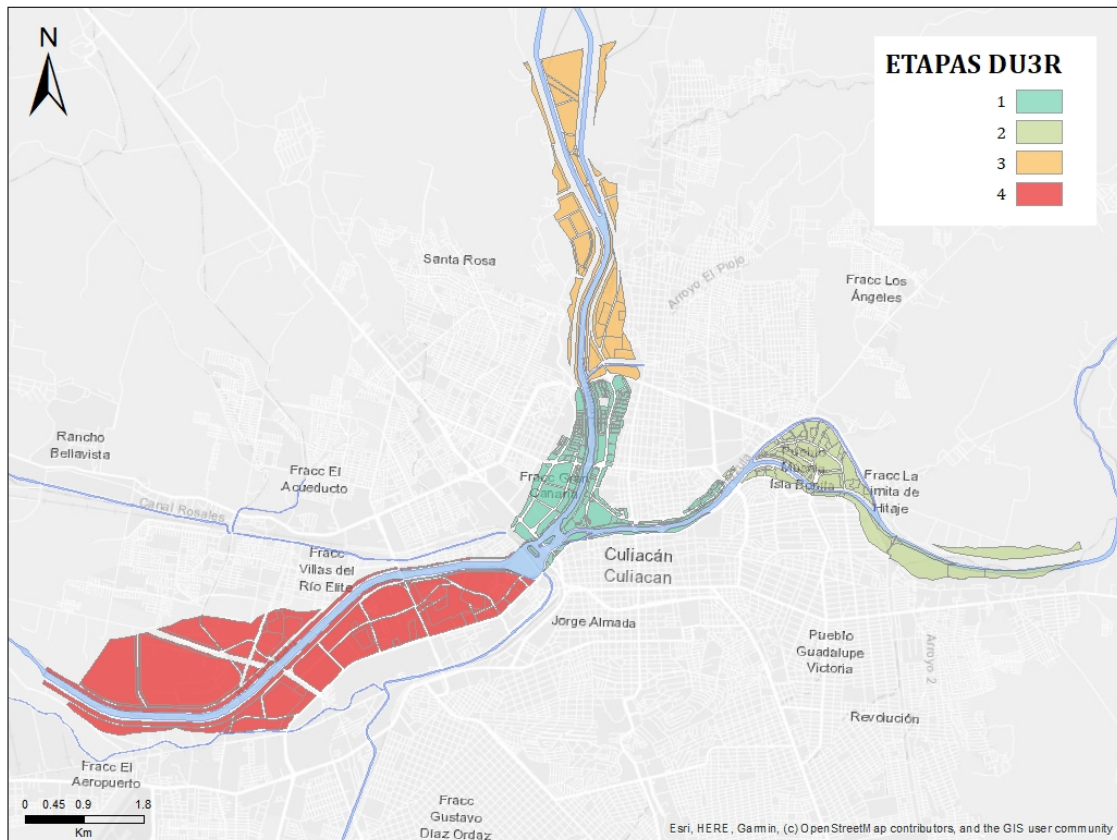 N
ETAPAS DU3R
1
2
3
4
Santa Rosa
Arroyo El Piojo
Fracc Los
Ángeles
Rancho
Bellavista
Fracc El
Acueducto
Canal Rosales
Fracc Gran
Canaria
Isla Bonita
Fracc La
Limita de
Hitaje
Fracc
Villas del
Río Elite
Culiacán
Culiacan
Jorge Almada
Pueblo
Guadalupe
Victoria
Arroyo 2
Revolución
Fracc El
Aeropuerto
Fracc
Gustavo
Díaz Ordaz
0 0.45 0.9 1.8
Km
Esri, HERE, Garmin, (c) OpenStreetMap contributors, and the GIS user community